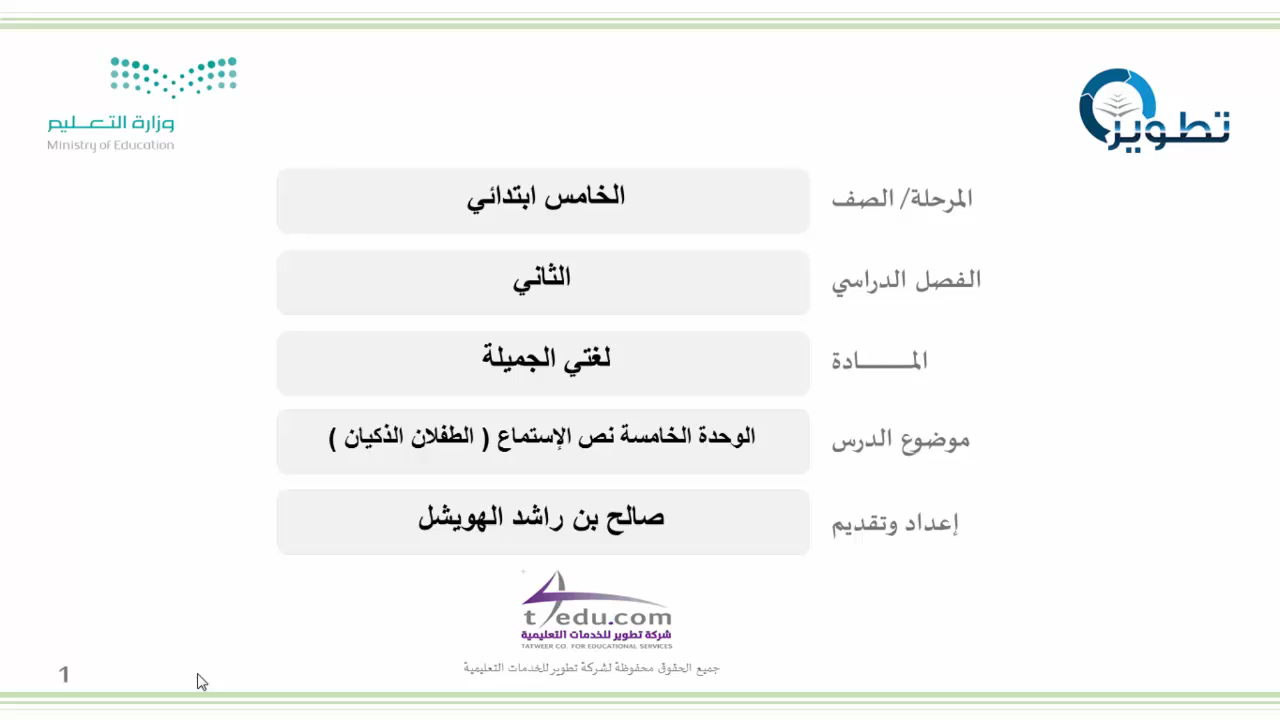 تطوير
وزارة التعليم
Ministry of Education
المرحلة/ الصف
الخامس ابتدائي
الفصل الدراسي
الثاني
المــــــــادة
لغتي الجميلة
موضوع الدرس
الوحدة الخامسة نص الإستماع ( الطفلان الذكيان )
إعداد وتقديم
صالح بن راشد الهويشل
t4edu.com
شركة تطوير للخدمات التعليمية
TATWEER CO. FOR EDUCATIONAL SERVICES
جميع الحقوق محفوظة لشركة تطوير للخدمات التعليمية
1